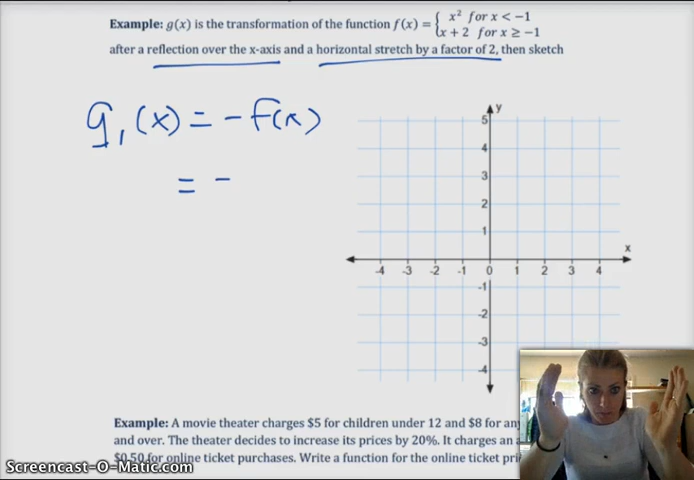 Example: g(x) is the transformation of the function f(x) = { x² for x < −1
x + 2 for x ≥ −1
after a reflection over the x-axis and a horizontal stretch by a factor of 2, then sketch
g₁(x) = −f(x)
= −
y
5
4
3
2
1
x
-4 -3 -2 -1 0 1 2 3 4
-1
-2
-3
-4
Example: A movie theater charges $5 for children under 12 and $8 for
and over. The theater decides to increase its prices by 20%. It charges an
$0.50 for online ticket purchases. Write a function for the online ticket
Screencast-O-Matic.com